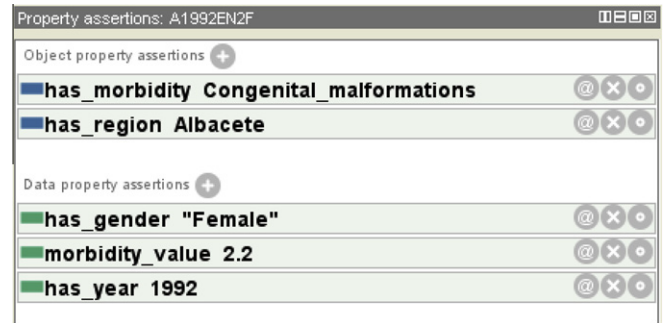 Property assertions: A1992EN2F
Object property assertions
has_morbidity Congenital_malformations
has_region Albacete
Data property assertions
has_gender "Female"
morbidity_value 2.2
has_year 1992